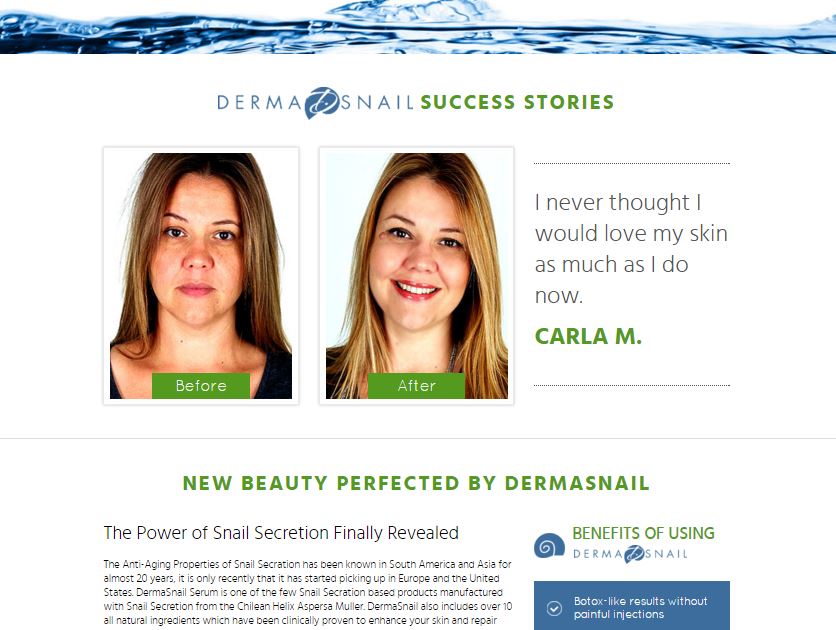 DERMA SNAIL SUCCESS STORIES
Before
After
I never thought I
would love my skin
as much as I do
now.
CARLA M.
NEW BEAUTY PERFECTED BY DERMASNAIL
The Power of Snail Secretion Finally Revealed
The Anti-Aging Properties of Snail Secration has been known in South America and Asia for
almost 20 years, it is only recently that it has started picking up in Europe and the United
States. DermaSnail Serum is one of the few Snail Secration based products manufactured
with Snail Secretion from the Chilean Helix Aspersa Muller. DermaSnail also includes over 10
all natural ingredients which have been clinically proven to enhance your skin and repair
BENEFITS OF USING
DERMA SNAIL
Botox-like results without
painful injections